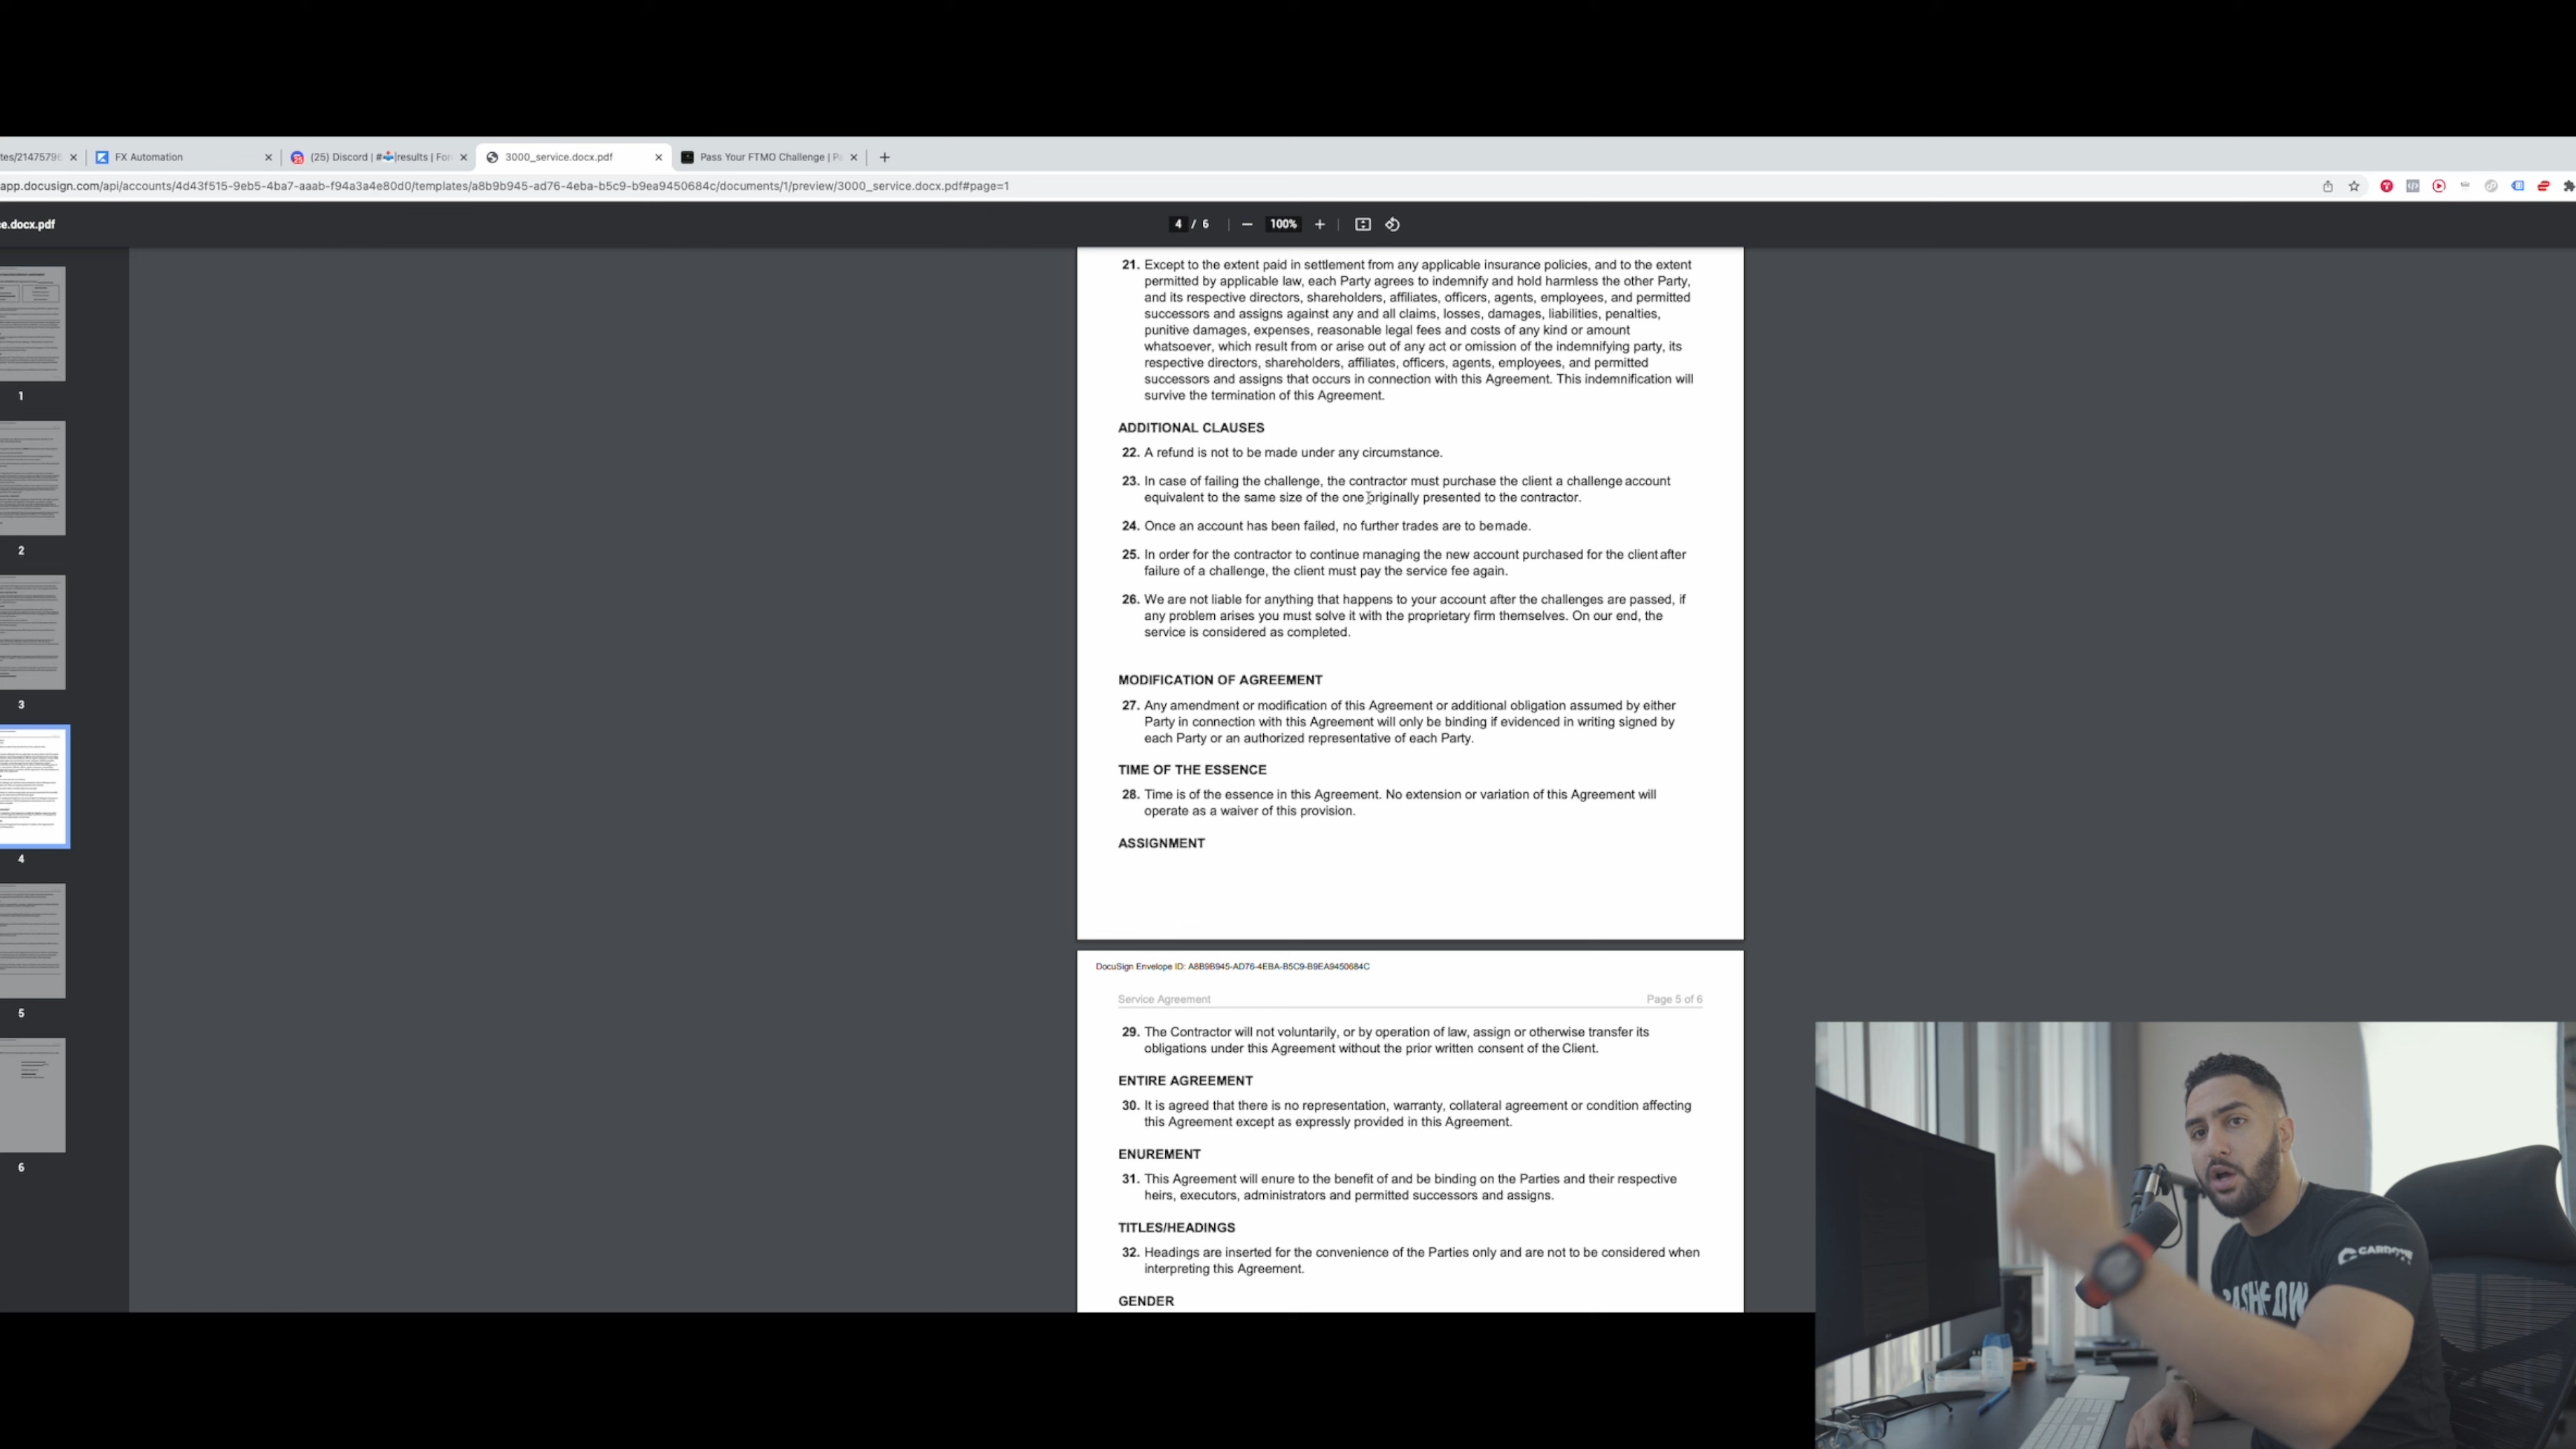 tes/21475796
FX Automation
(25) Discord | #📥|results | For
3000_service.docx.pdf
Pass Your FTMO Challenge | Pa
app.docusign.com/api/accounts/4d43f515-9eb5-4ba7-aaab-f94a3a4e80d0/templates/a8b9b945-ad76-4eba-b5c9-b9ea9450684c/documents/1/preview/3000_service.docx.pdf#page=1
ce.docx.pdf
4 / 6
100%
1
2
3
4
5
6
21. Except to the extent paid in settlement from any applicable insurance policies, and to the extent
permitted by applicable law, each Party agrees to indemnify and hold harmless the other Party,
and its respective directors, shareholders, affiliates, officers, agents, employees, and permitted
successors and assigns against any and all claims, losses, damages, liabilities, penalties,
punitive damages, expenses, reasonable legal fees and costs of any kind or amount
whatsoever, which result from or arise out of any act or omission of the indemnifying party, its
respective directors, shareholders, affiliates, officers, agents, employees, and permitted
successors and assigns that occurs in connection with this Agreement. This indemnification will
survive the termination of this Agreement.
ADDITIONAL CLAUSES
22. A refund is not to be made under any circumstance.
23. In case of failing the challenge, the contractor must purchase the client a challenge account
equivalent to the same size of the one originally presented to the contractor.
24. Once an account has been failed, no further trades are to be made.
25. In order for the contractor to continue managing the new account purchased for the client after
failure of a challenge, the client must pay the service fee again.
26. We are not liable for anything that happens to your account after the challenges are passed, if
any problem arises you must solve it with the proprietary firm themselves. On our end, the
service is considered as completed.
MODIFICATION OF AGREEMENT
27. Any amendment or modification of this Agreement or additional obligation assumed by either
Party in connection with this Agreement will only be binding if evidenced in writing signed by
each Party or an authorized representative of each Party.
TIME OF THE ESSENCE
28. Time is of the essence in this Agreement. No extension or variation of this Agreement will
operate as a waiver of this provision.
ASSIGNMENT
DocuSign Envelope ID: A8B9B945-AD76-4EBA-B5C9-B9EA9450684C
Service Agreement
Page 5 of 6
29. The Contractor will not voluntarily, or by operation of law, assign or otherwise transfer its
obligations under this Agreement without the prior written consent of the Client.
ENTIRE AGREEMENT
30. It is agreed that there is no representation, warranty, collateral agreement or condition affecting
this Agreement except as expressly provided in this Agreement.
ENUREMENT
31. This Agreement will enure to the benefit of and be binding on the Parties and their respective
heirs, executors, administrators and permitted successors and assigns.
TITLES/HEADINGS
32. Headings are inserted for the convenience of the Parties only and are not to be considered when
interpreting this Agreement.
GENDER
CARDONE